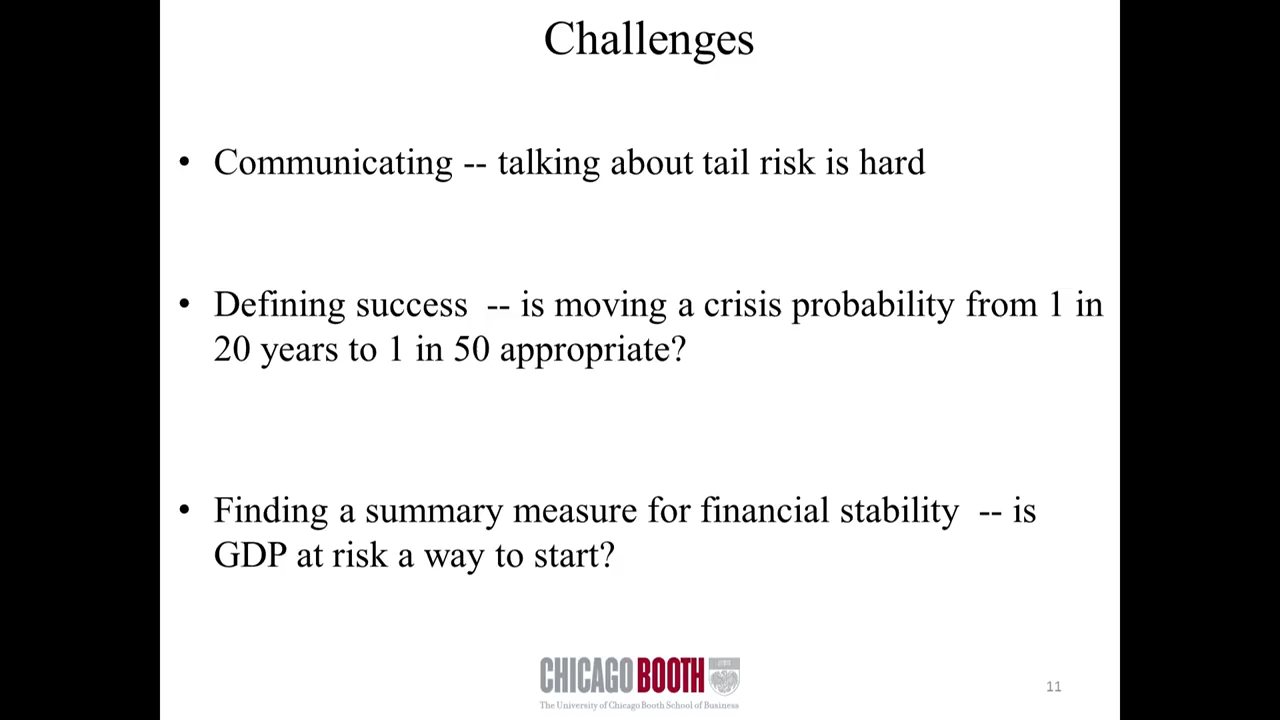 Challenges
• Communicating -- talking about tail risk is hard
• Defining success -- is moving a crisis probability from 1 in
20 years to 1 in 50 appropriate?
• Finding a summary measure for financial stability -- is
GDP at risk a way to start?
CHICAGO BOOTH
The University of Chicago Booth School of Business
11